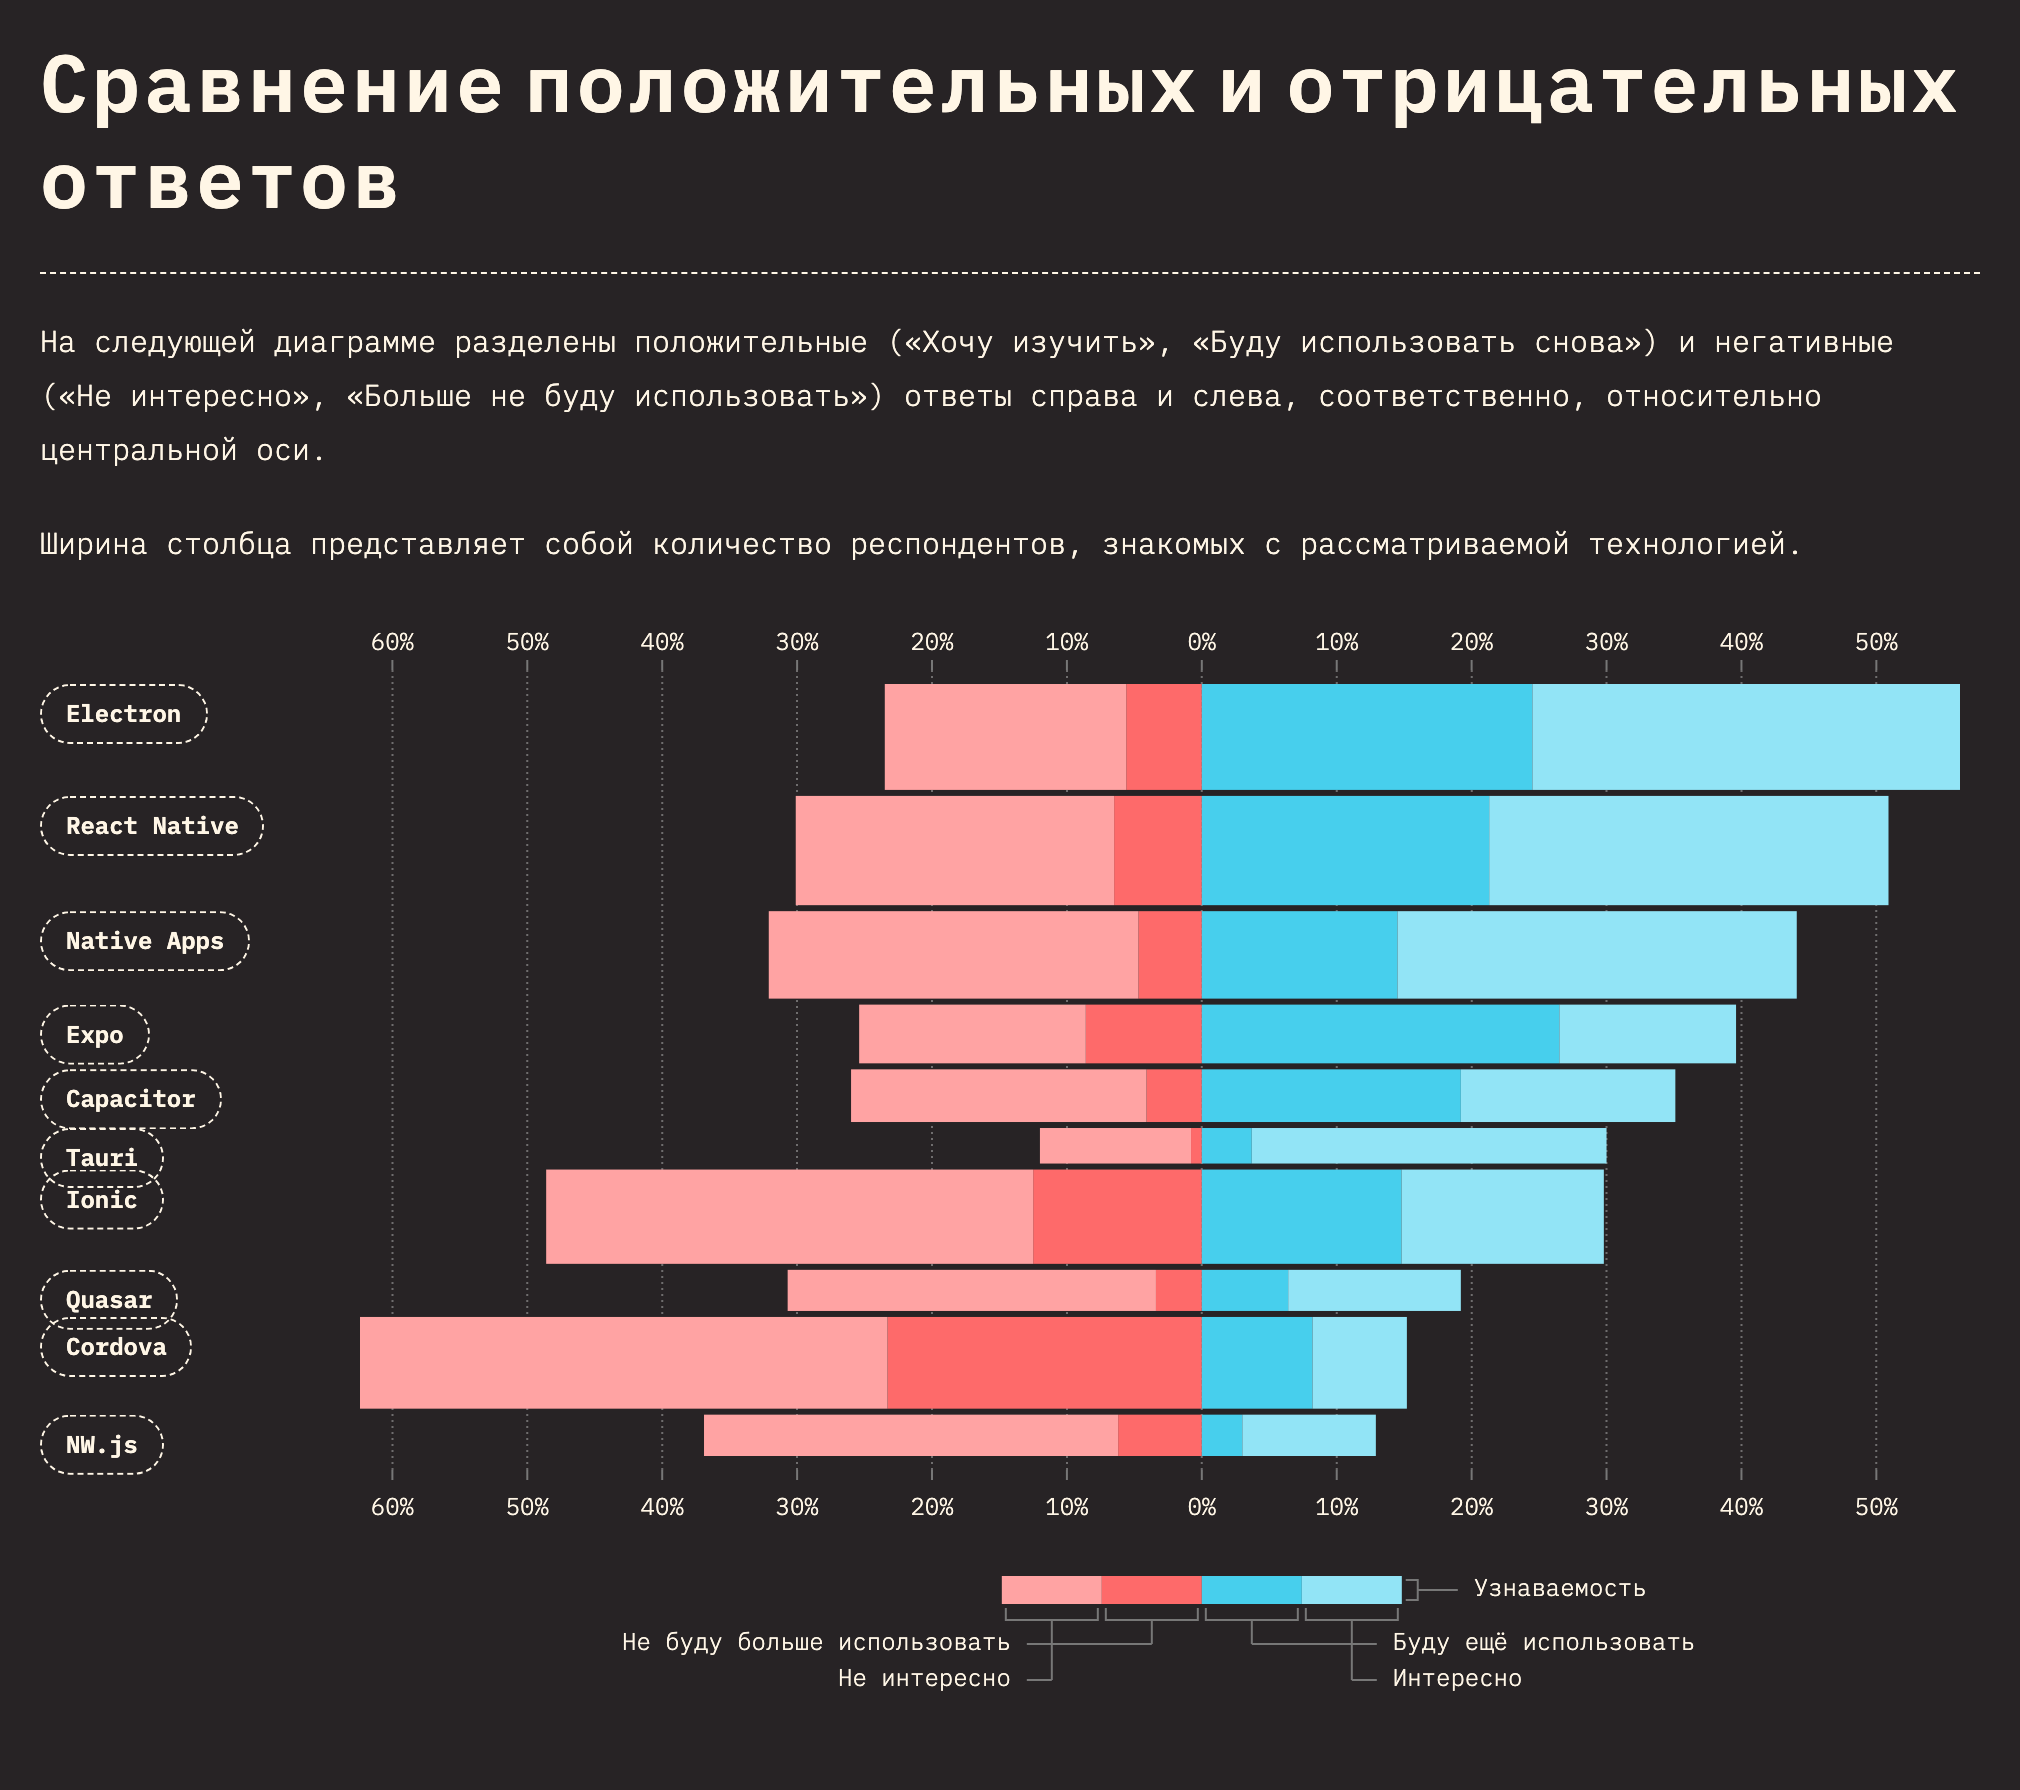 Сравнение положительных и отрицательных
ответов
На следующей диаграмме разделены положительные («Хочу изучить», «Буду использовать снова») и негативные
(«Не интересно», «Больше не буду использовать») ответы справа и слева, соответственно, относительно
центральной оси.
Ширина столбца представляет собой количество респондентов, знакомых с рассматриваемой технологией.
60% 50% 40% 30% 20% 10% 0% 10% 20% 30% 40% 50%
Electron
React Native
Native Apps
Expo
Capacitor
Tauri
Ionic
Quasar
Cordova
NW.js
60% 50% 40% 30% 20% 10% 0% 10% 20% 30% 40% 50%
Узнаваемость
Не буду больше использовать Буду ещё использовать
Не интересно Интересно